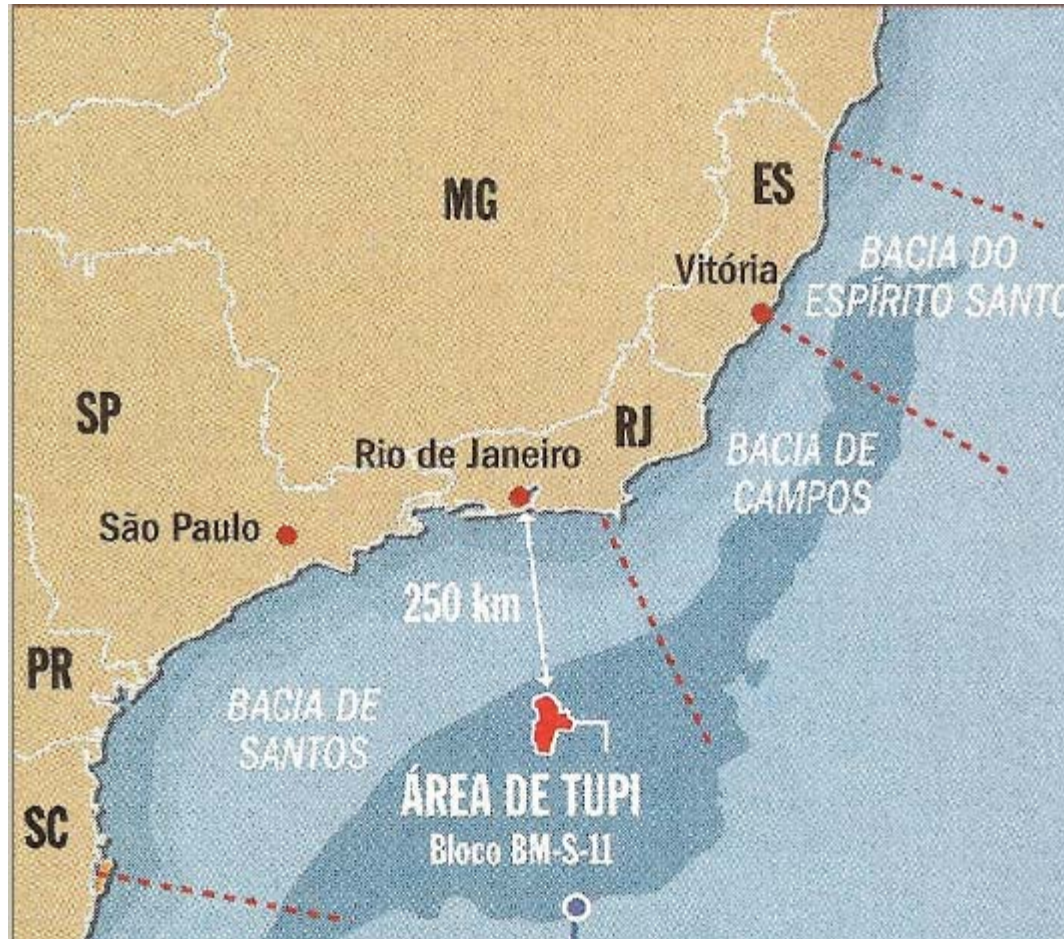 MG
ES
Vitória
BACIA DO
ESPÍRITO SANTO
SP
RJ
Rio de Janeiro
BACIA DE
CAMPOS
São Paulo
250 km
PR
BACIA DE
SANTOS
ÁREA DE TUPI
Bloco BM-S-11
SC